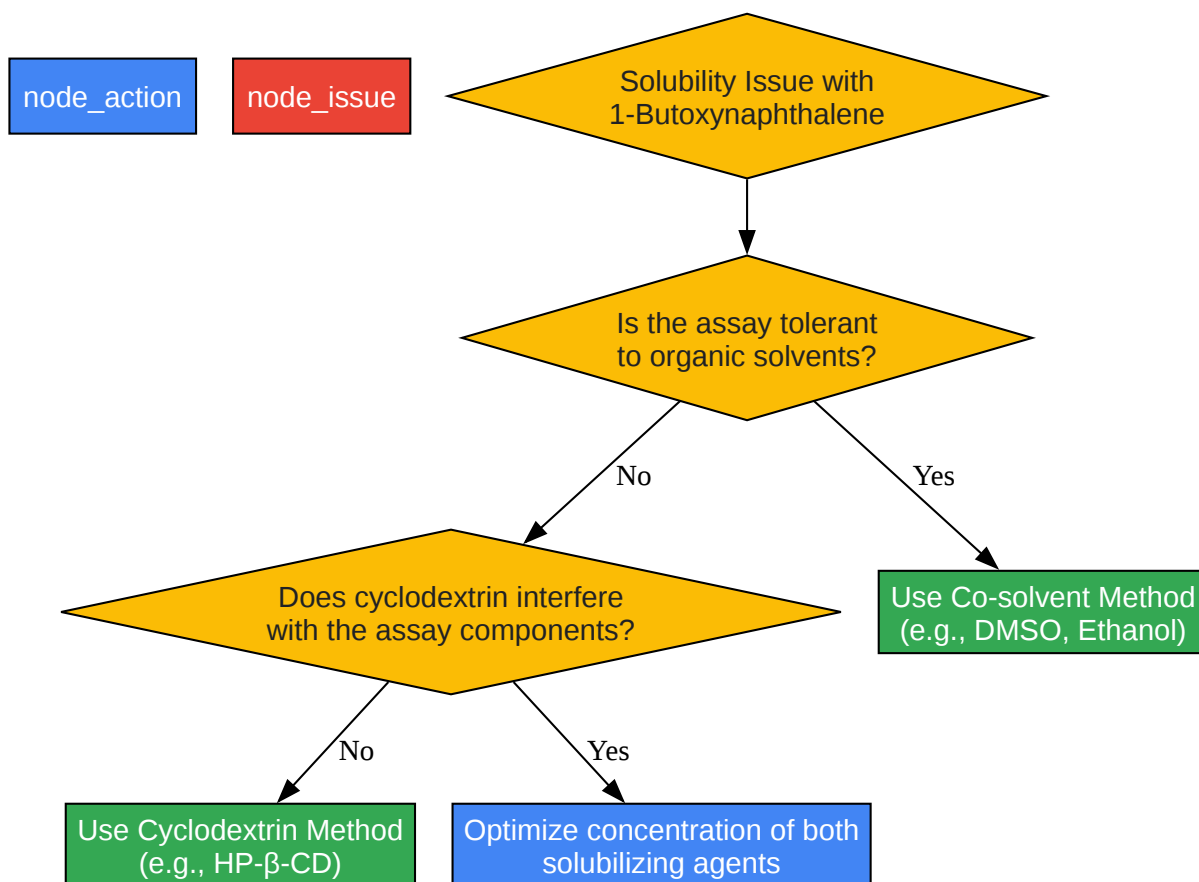 node_action
node_issue
Solubility Issue with
1-Butoxynaphthalene
Is the assay tolerant
to organic solvents?
No
Yes
Does cyclodextrin interfere
with the assay components?
Use Co-solvent Method
(e.g., DMSO, Ethanol)
No
Yes
Use Cyclodextrin Method
(e.g., HP-β-CD)
Optimize concentration of both
solubilizing agents